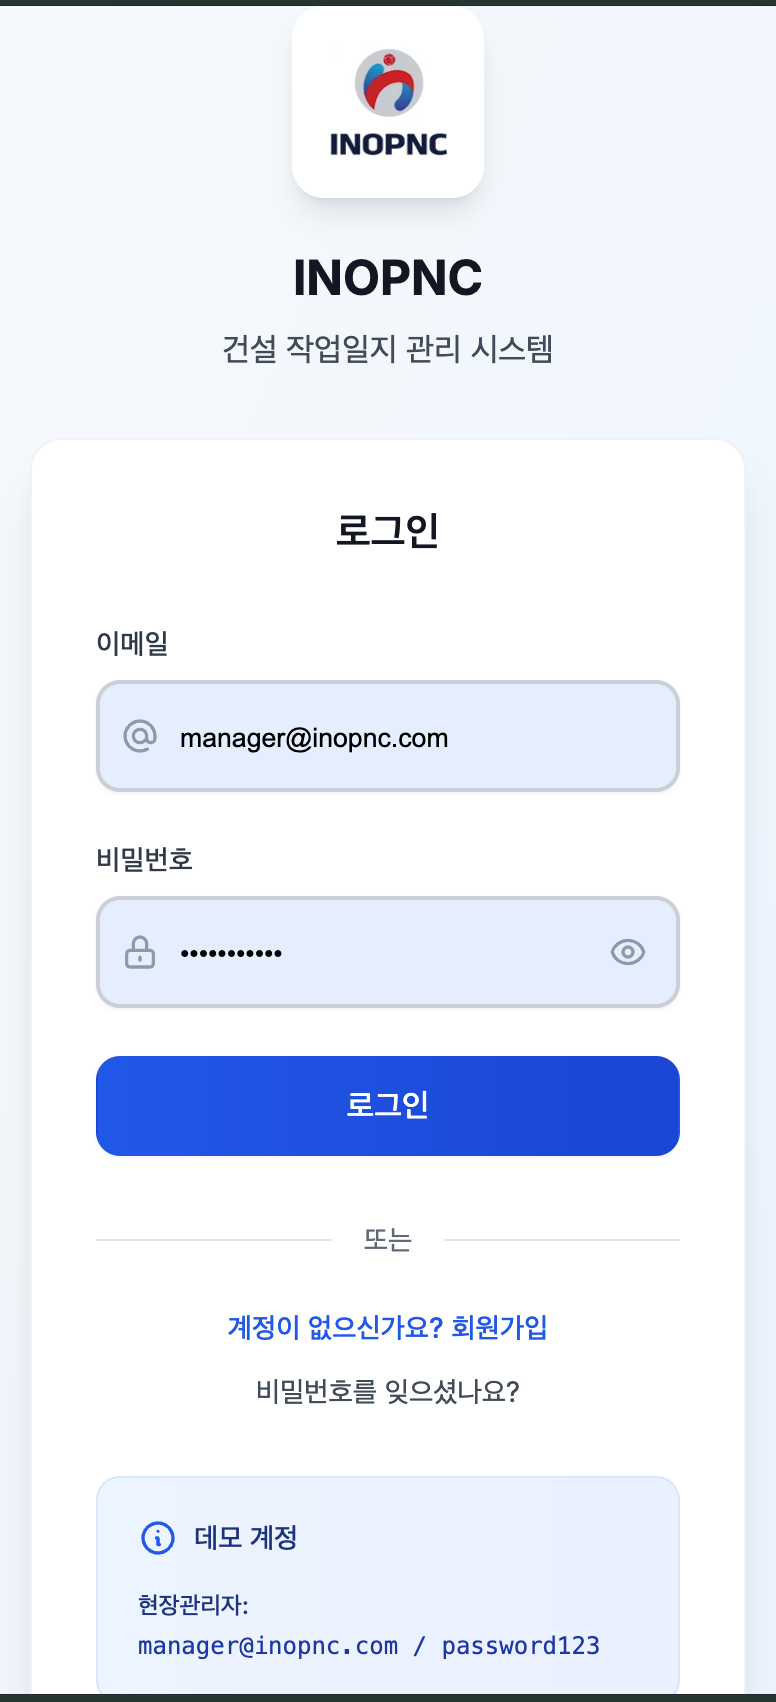 INOPNC
INOPNC
건설 작업일지 관리 시스템
로그인
이메일
manager@inopnc.com
비밀번호
•••••••••••
로그인
또는
계정이 없으신가요? 회원가입
비밀번호를 잊으셨나요?
데모 계정
현장관리자:
manager@inopnc.com / password123